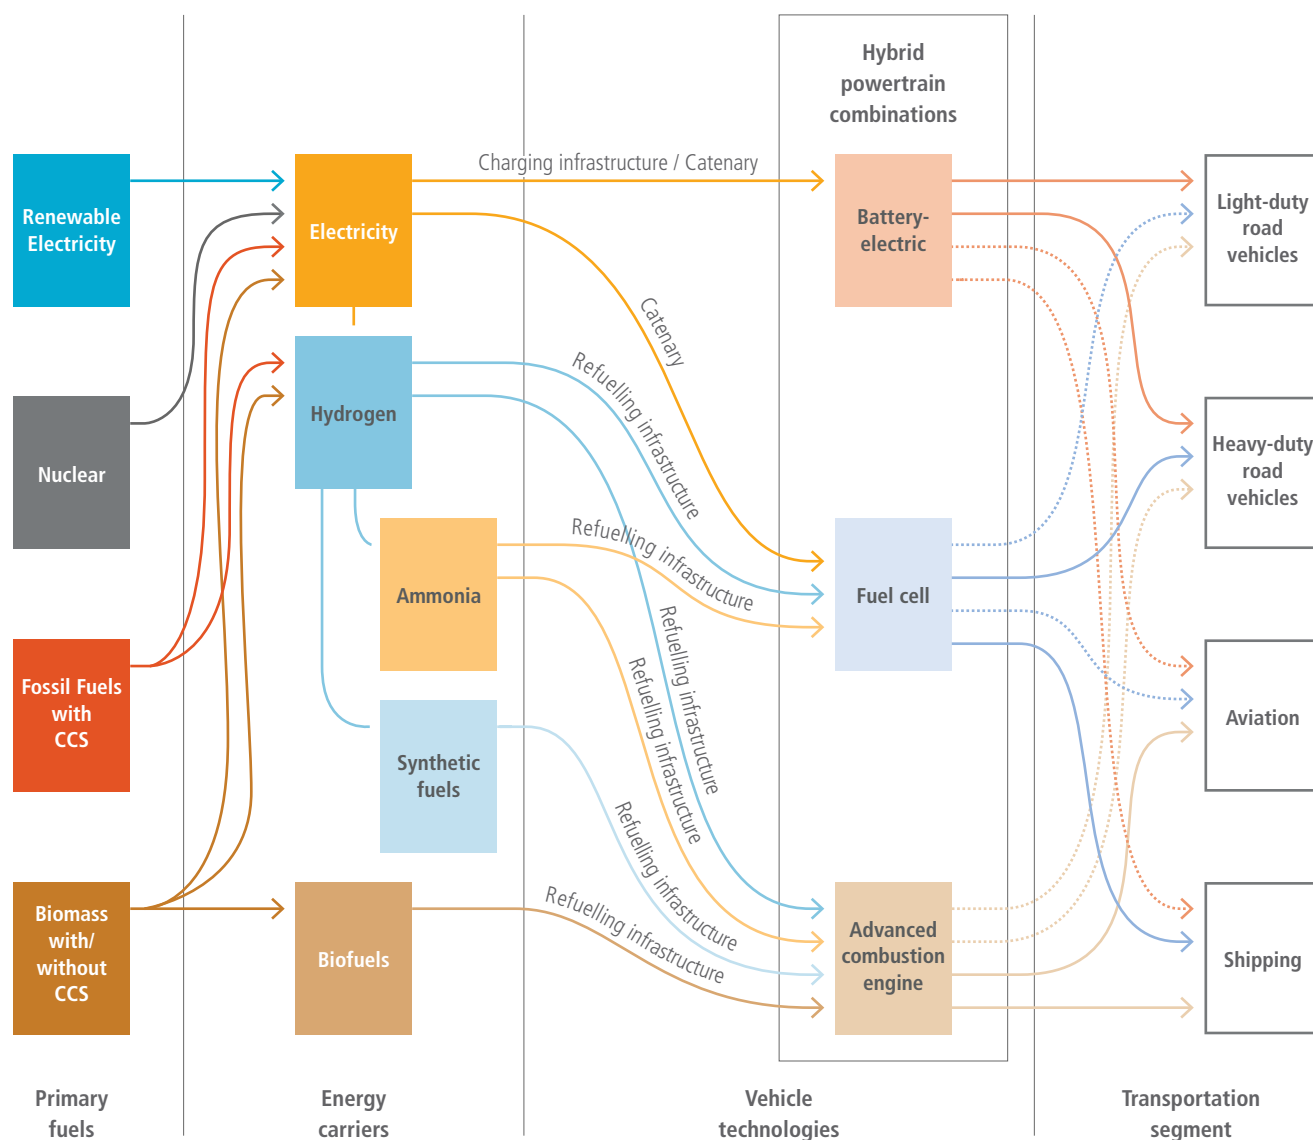 Hybrid
powertrain
combinations
Renewable
Electricity
Nuclear
Fossil Fuels
with
CCS
Biomass
with/
without
CCS
Electricity
Hydrogen
Ammonia
Synthetic
fuels
Biofuels
Charging infrastructure / Catenary
Catenary
Refuelling infrastructure
Refuelling infrastructure
Refuelling infrastructure
Refuelling infrastructure
Refuelling infrastructure
Refuelling infrastructure
Battery-
electric
Fuel cell
Advanced
combustion
engine
Light-duty
road
vehicles
Heavy-duty
road
vehicles
Aviation
Shipping
Primary
fuels
Energy
carriers
Vehicle
technologies
Transportation
segment